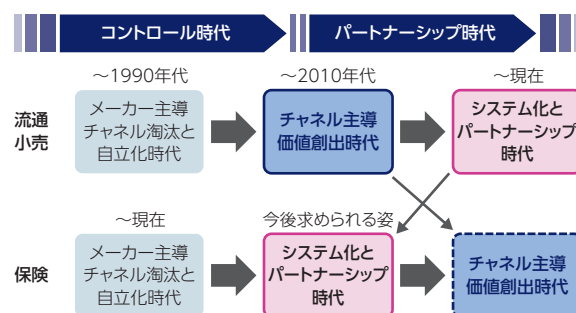 コントロール時代
パートナーシップ時代
～1990年代
～2010年代
～現在
流通
小売
メーカー主導
チャネル淘汰と
自立化時代
チャネル主導
価値創出時代
システム化と
パートナーシップ
時代
～現在
今後求められる姿
保険
メーカー主導
チャネル淘汰と
自立化時代
システム化と
パートナーシップ
時代
チャネル主導
価値創出時代